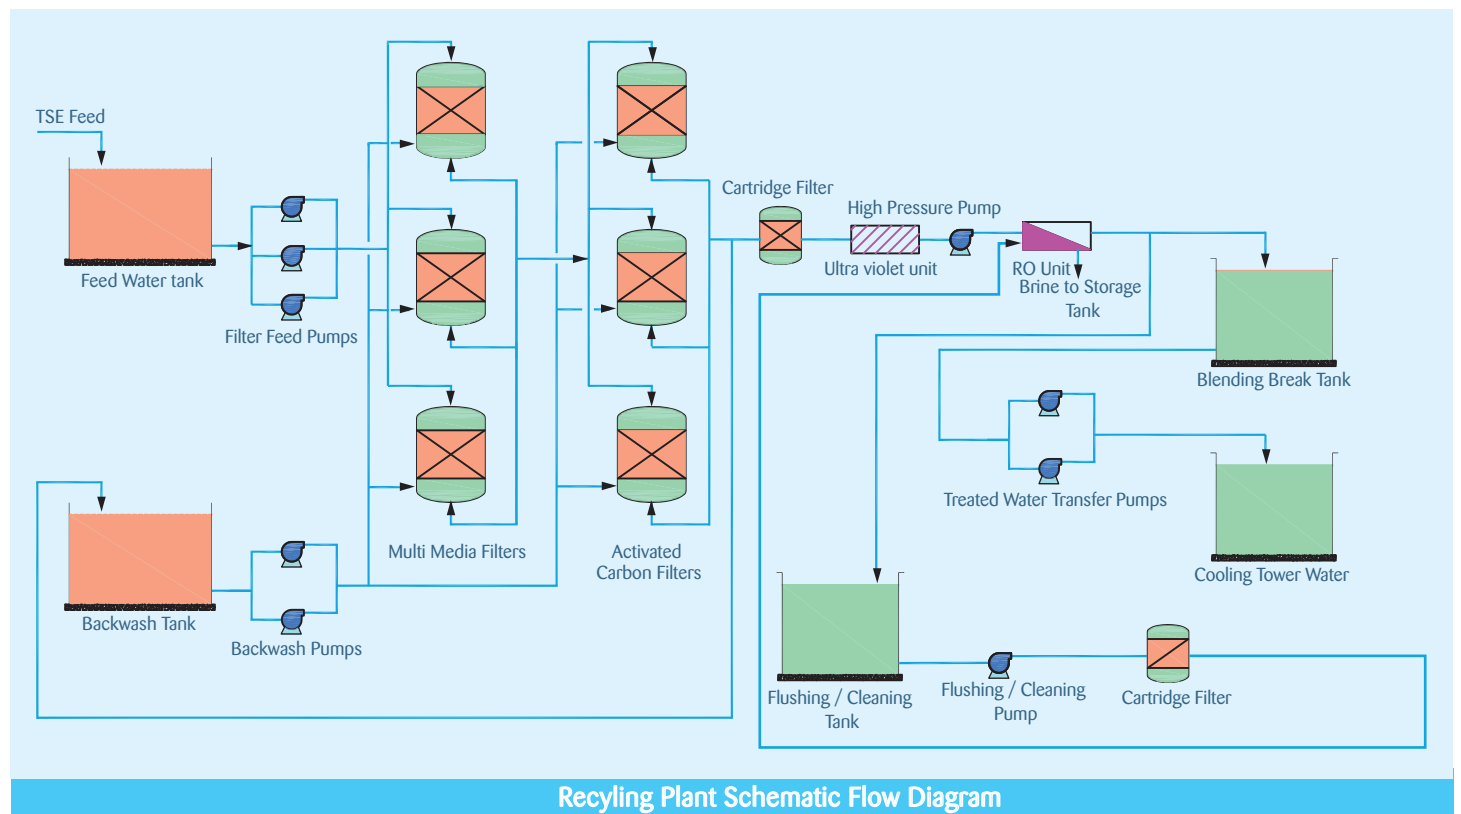 TSE Feed
Feed Water tank
Filter Feed Pumps
Multi Media Filters
Activated
Carbon Filters
Backwash Tank
Backwash Pumps
Cartridge Filter
High Pressure Pump
Ultra violet unit
RO Unit
Brine to Storage
Tank
Blending Break Tank
Treated Water Transfer Pumps
Cooling Tower Water
Flushing / Cleaning
Tank
Flushing / Cleaning
Pump
Cartridge Filter
Recyling Plant Schematic Flow Diagram